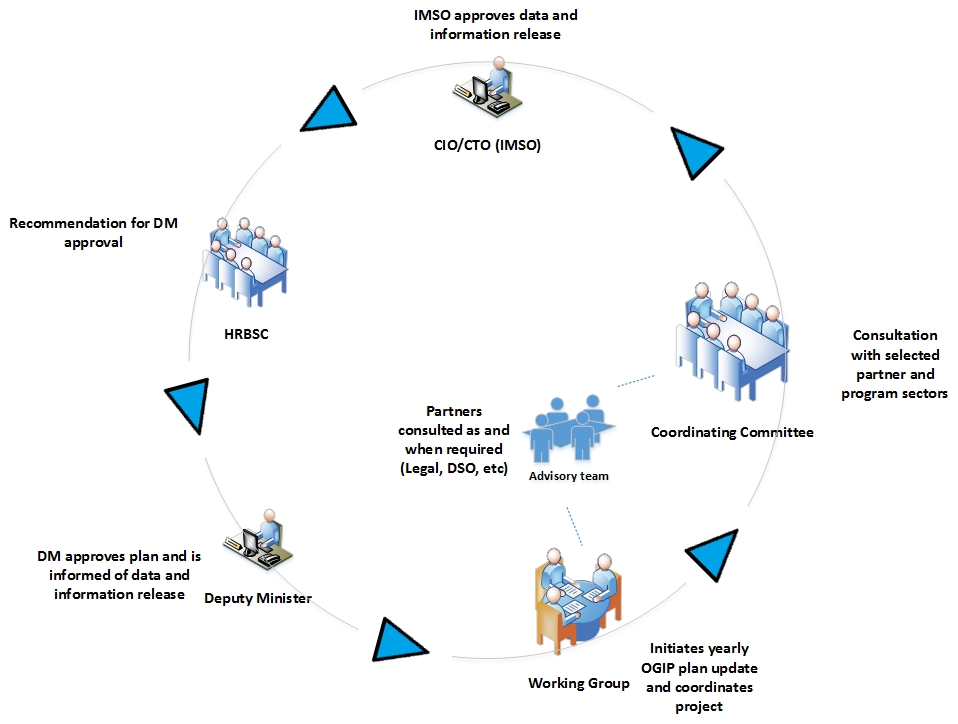 IMSO approves data and
information release
CIO/CTO (IMSO)
Recommendation for DM
approval
HRBSC
Consultation
with selected
partner and
program sectors
Coordinating Committee
Partners
consulted as and
when required
(Legal, DSO, etc)
Advisory team
DM approves plan and is
informed of data and
information release
Deputy Minister
Working Group
Initiates yearly
OGIP plan update
and coordinates
project